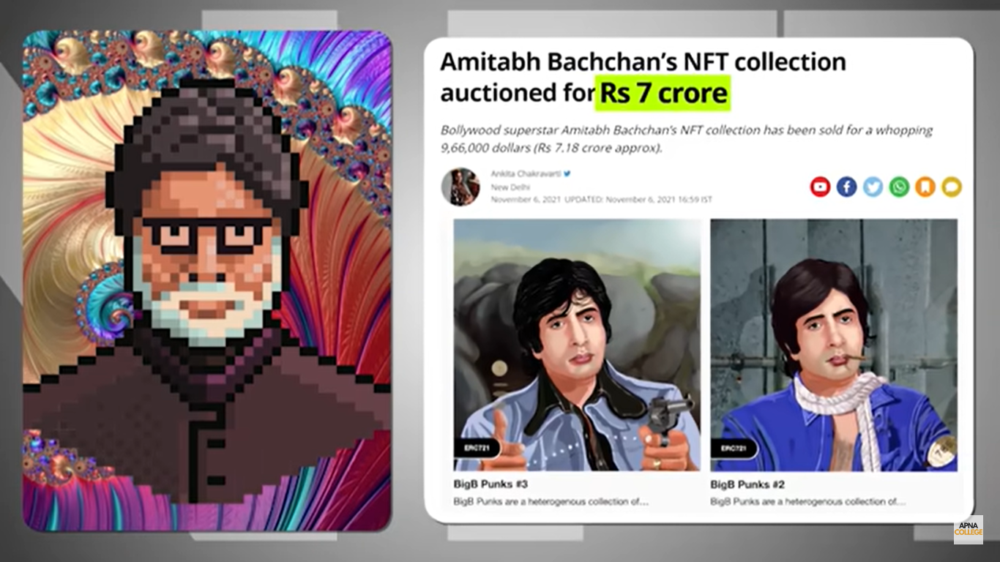 Amitabh Bachchan’s NFT collection
auctioned for Rs 7 crore
Bollywood superstar Amitabh Bachchan's NFT collection has been sold for a whopping
9,66,000 dollars (Rs 7.18 crore approx).
Ankita Chakravarti
New Delhi
November 6, 2021 UPDATED: November 6, 2021 16:59 IST
ERC721
ERC721
BigB Punks #3
BigB Punks #2
BigB Punks are a heterogenous collection of...
BigB Punks are a heterogenous collection of...
APNA
COLLEGE